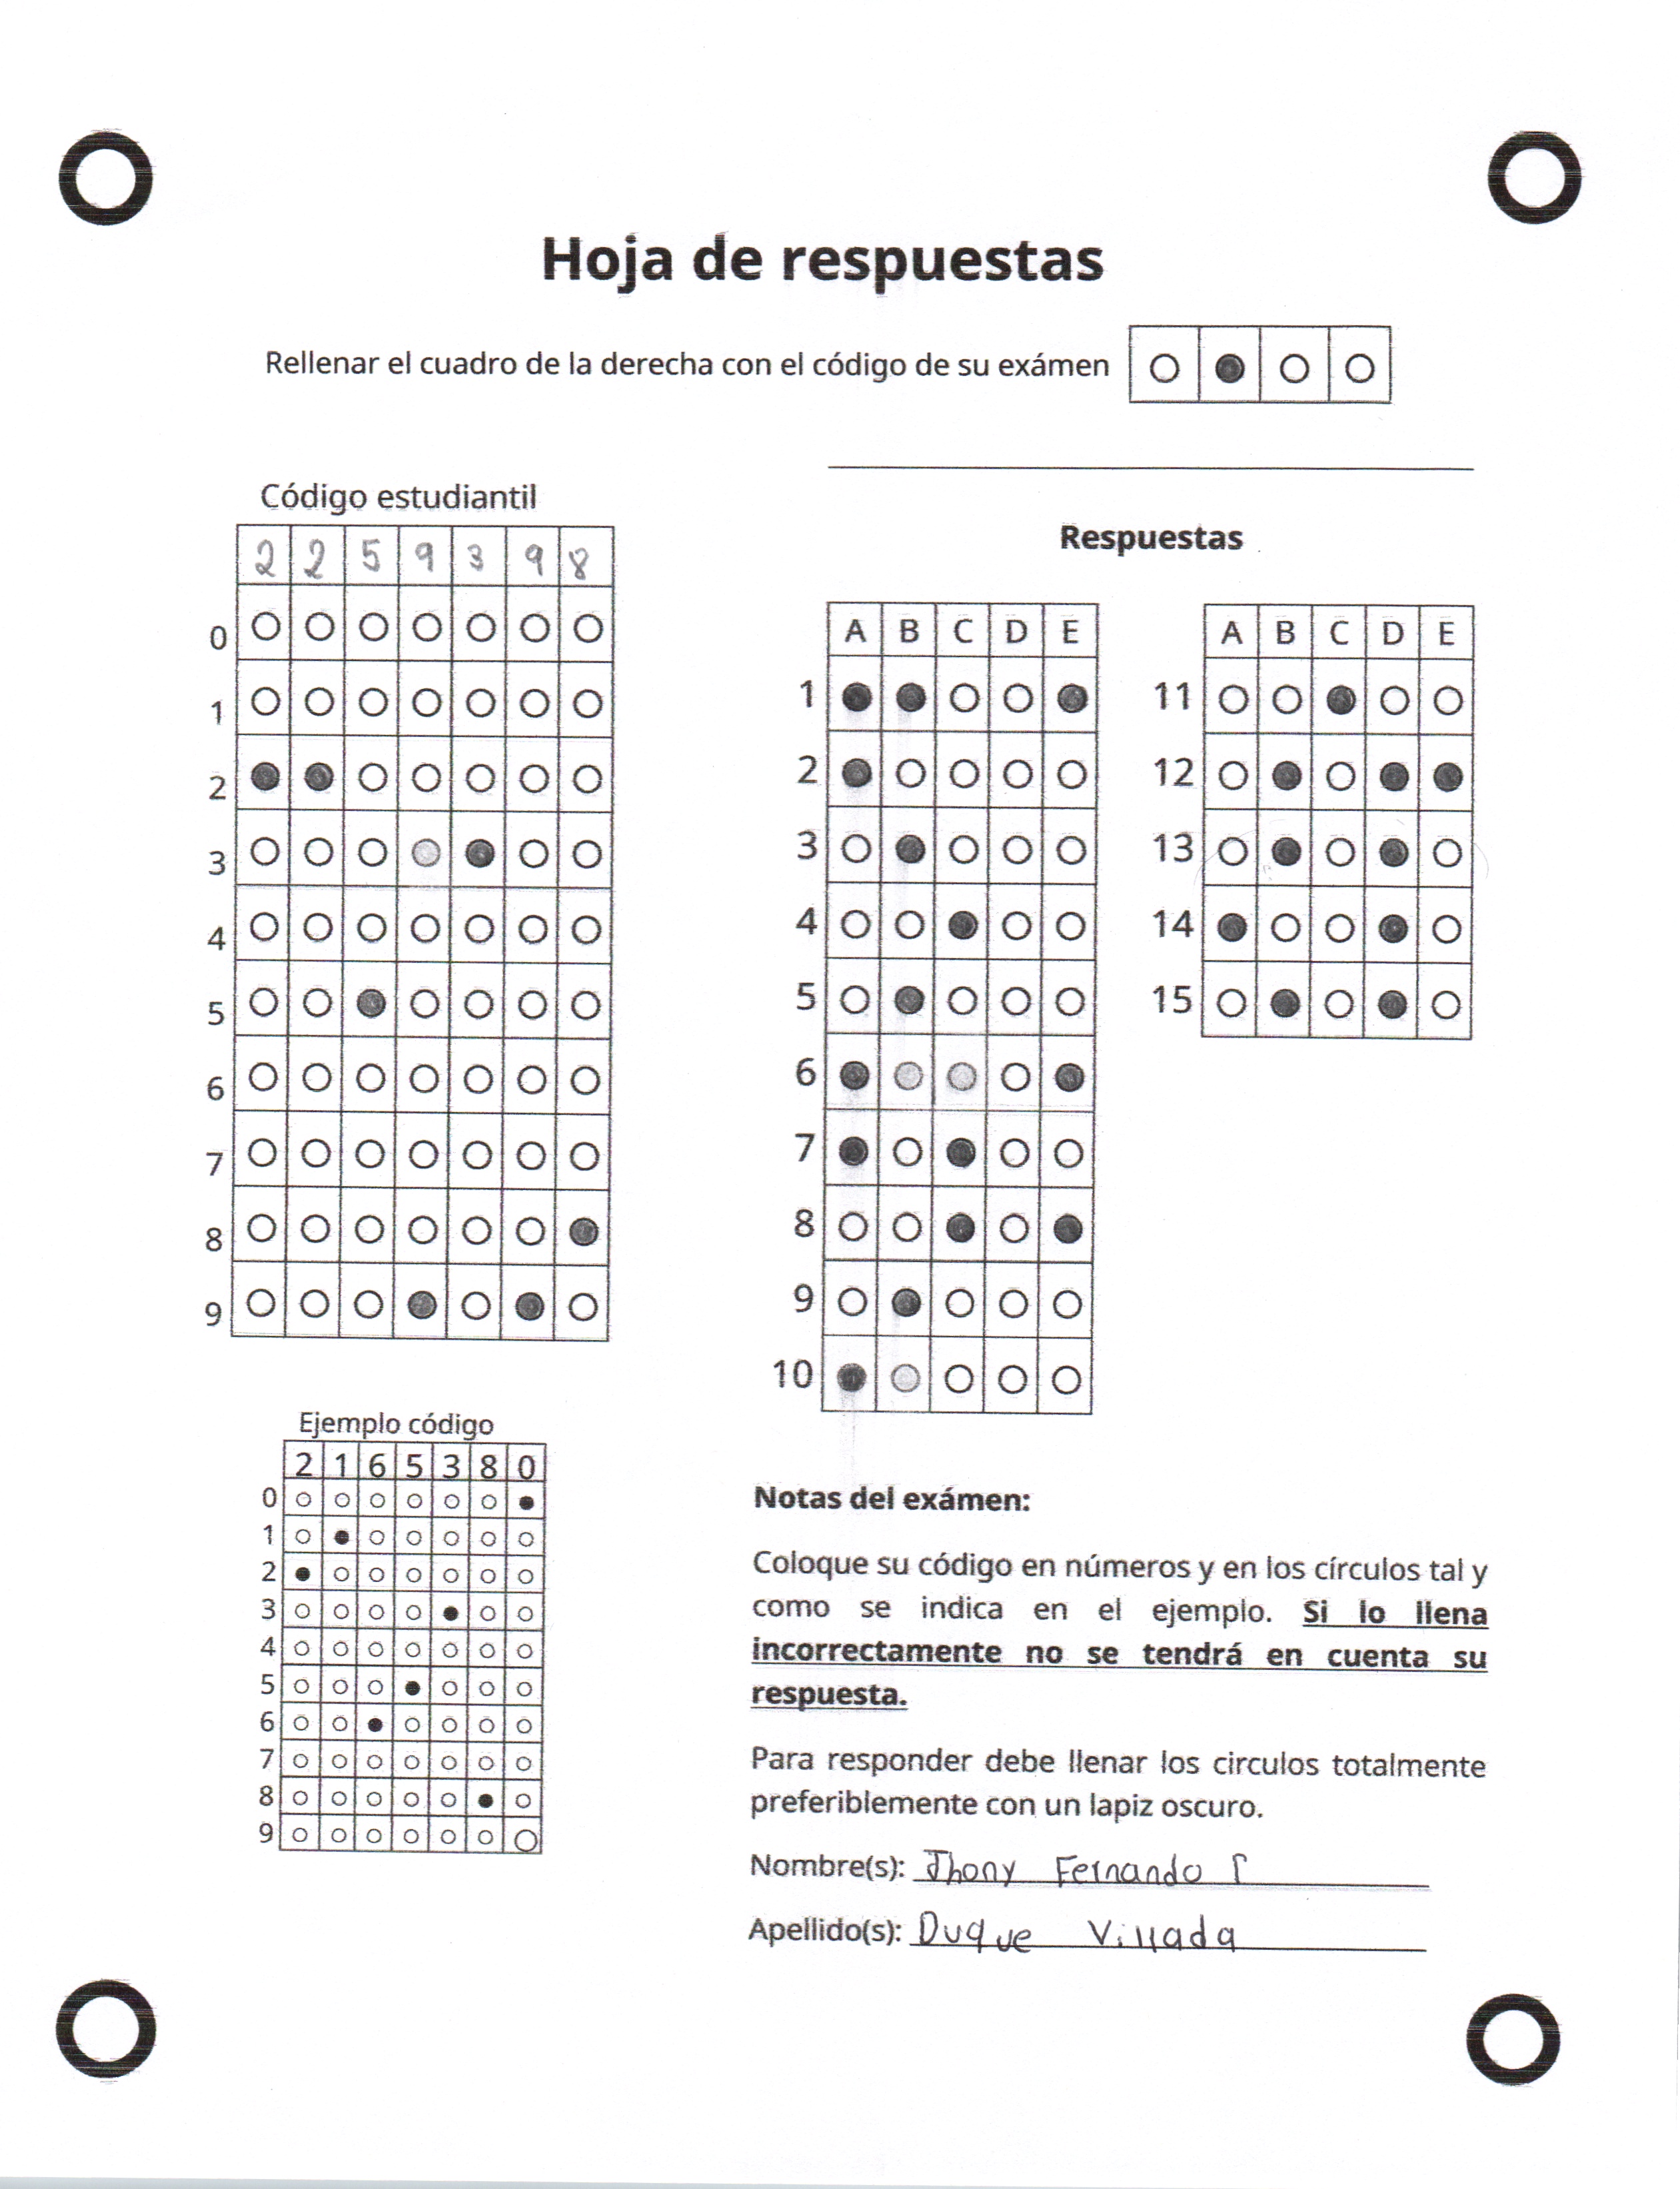 Hoja de respuestas
Rellenar el cuadro de la derecha con el código de su exámen
Código estudiantil
2 2 5 9 3 9 8
0
1
2
3
4
5
6
7
8
9
Ejemplo código
2 1 6 5 3 8 0
0
1
2
3
4
5
6
7
8
9
Respuestas
A B C D E
1
2
3
4
5
6
7
8
9
10
A B C D E
11
12
13
14
15
Notas del exámen:
Coloque su código en números y en los círculos tal y
como se indica en el ejemplo. Si lo llena
incorrectamente no se tendrá en cuenta su
respuesta.
Para responder debe llenar los circulos totalmente
preferiblemente con un lapiz oscuro.
Nombre(s): Jhony Fernando
Apellido(s): Duque Villada